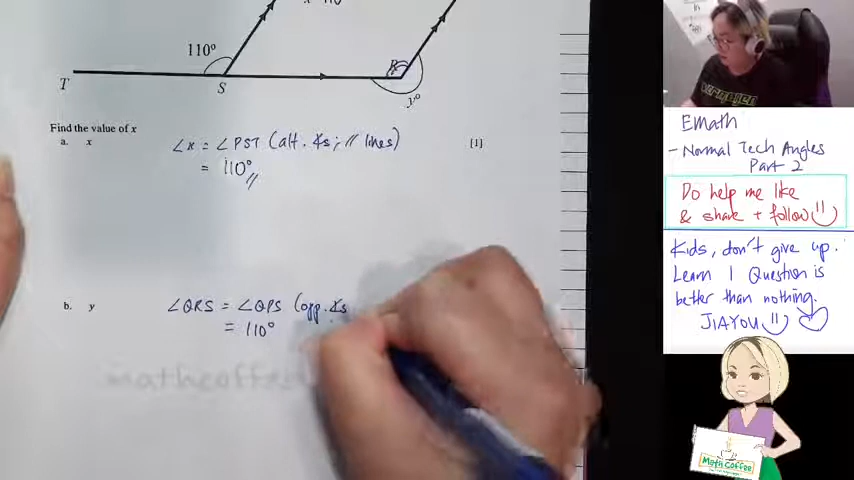 110°
T
S
R
y°
Find the value of x
a. x
∠x = ∠PST (alt. ∠s; // lines)
= 110°
[1]
b. y
∠QRS = ∠QPS (opp. ∠s
= 110°
mathcoffee
EMath
- Normal Tech Angles
Part 2
Do help me like
& share + follow
Kids, don't give up.
Learn 1 Question is
better than nothing.
JIAYOU
Math Coffee